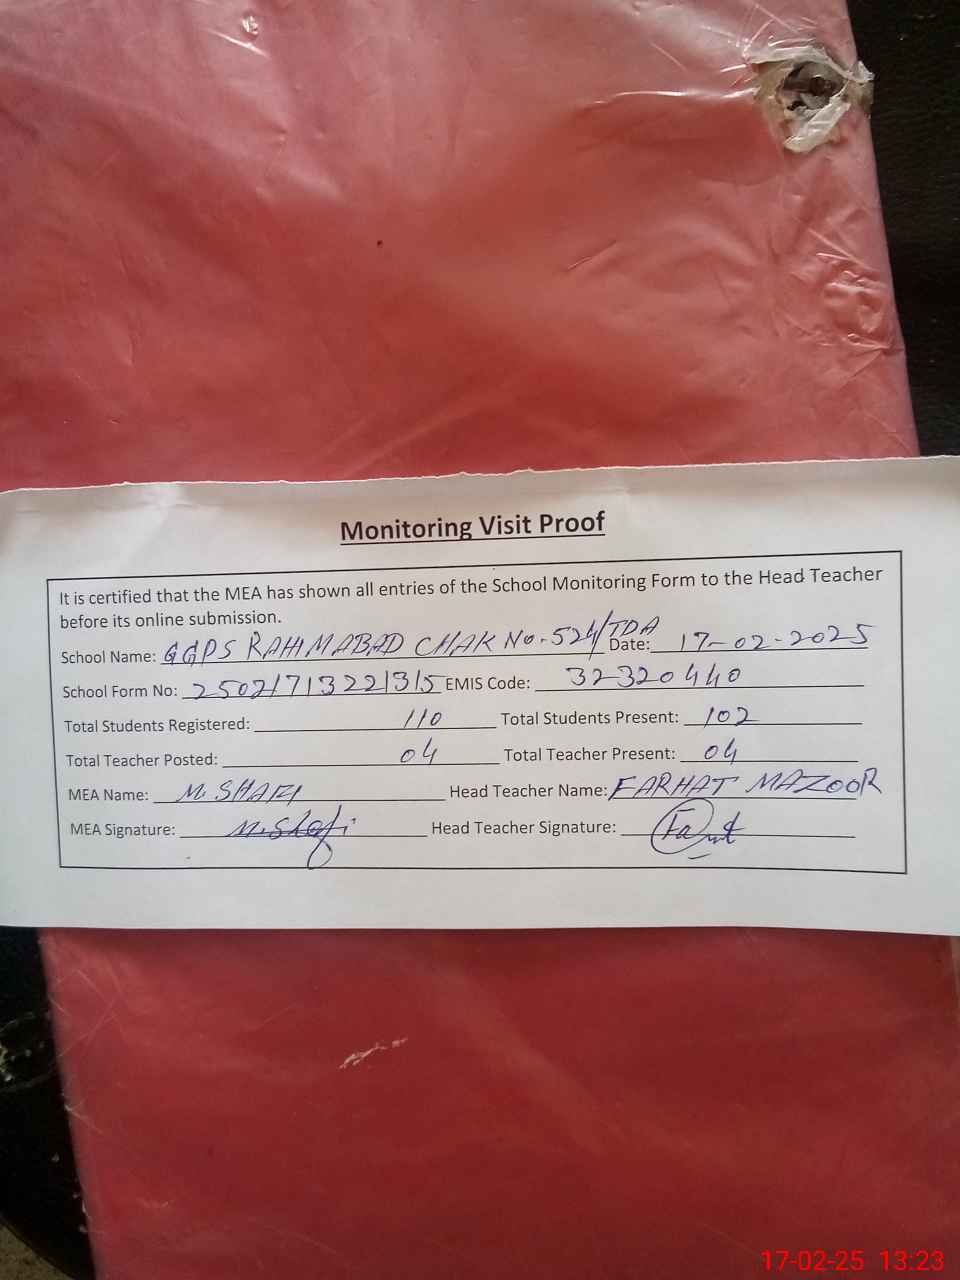 Monitoring Visit Proof
It is certified that the MEA has shown all entries of the School Monitoring Form to the Head Teacher
before its online submission.
School Name: GGPS RAHIMABAD CHAK No. 524/TDA Date: 17-02-2025
School Form No: 25021713221315 EMIS Code: 32320440
Total Students Registered: 110 Total Students Present: 102
Total Teacher Posted: 04 Total Teacher Present: 04
MEA Name: M. SHAFI Head Teacher Name: FARHAT MAZOOR
MEA Signature: M.Shafi Head Teacher Signature:
17-02-25 13:23